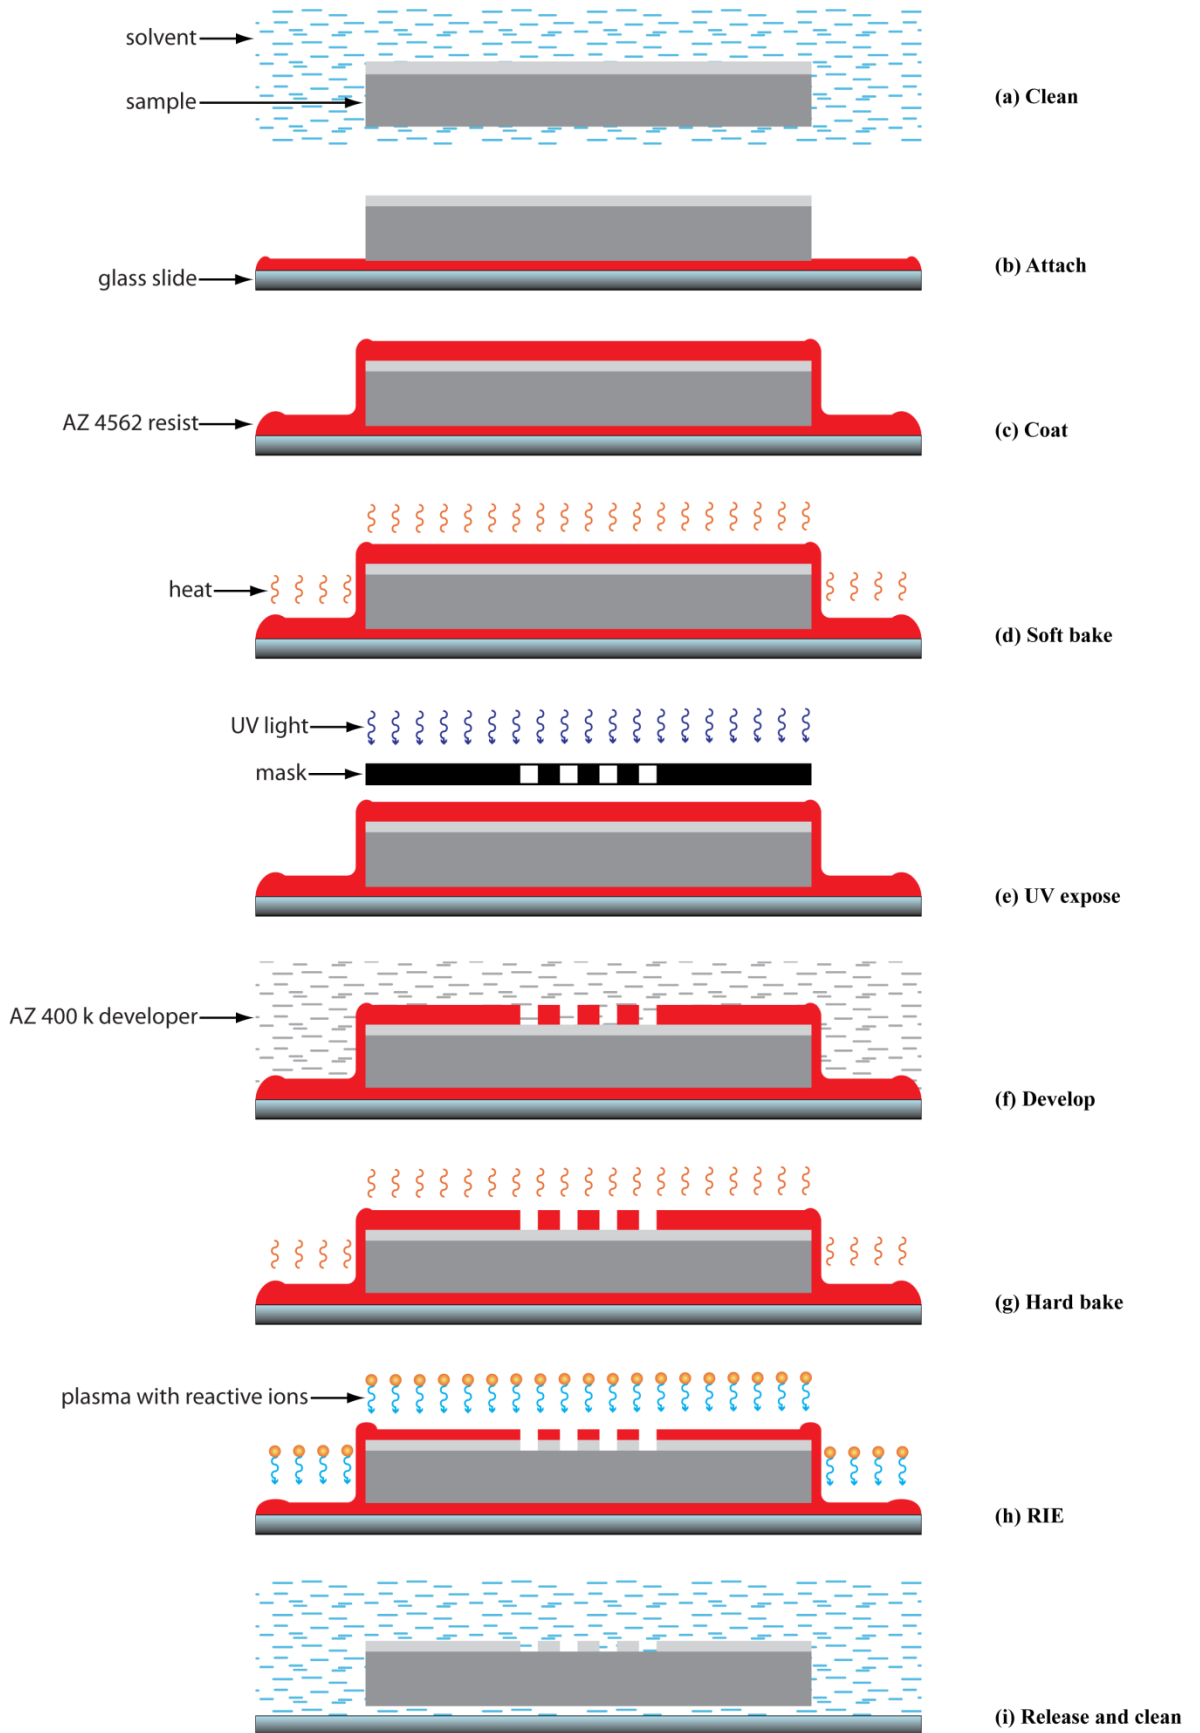 solvent
sample
(a) Clean
glass slide
(b) Attach
AZ 4562 resist
(c) Coat
heat
(d) Soft bake
UV light
mask
(e) UV expose
AZ 400 k developer
(f) Develop
(g) Hard bake
plasma with reactive ions
(h) RIE
(i) Release and clean